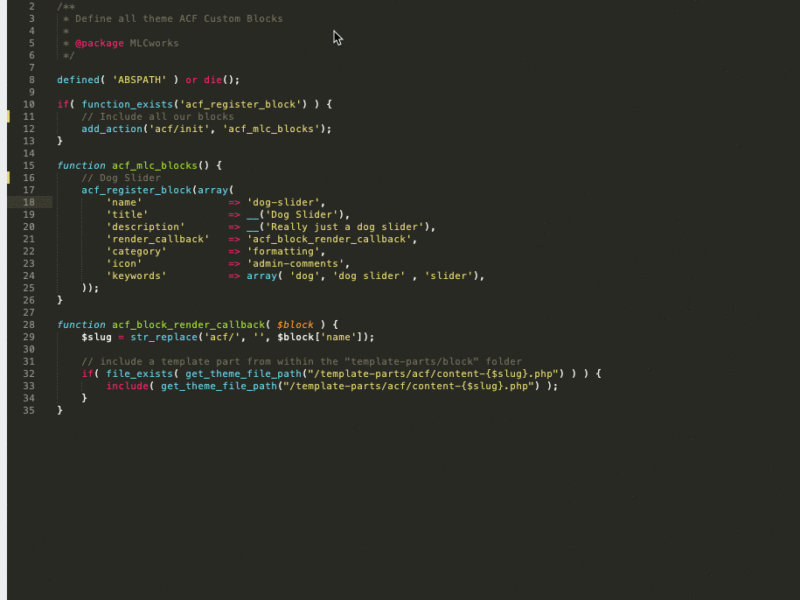 2 /**
3 * Define all theme ACF Custom Blocks
4 *
5 * @package MLCworks
6 */
7
8 defined( 'ABSPATH' ) or die();
9
10 if( function_exists('acf_register_block') ) {
11 // Include all our blocks
12 add_action('acf/init', 'acf_mlc_blocks');
13 }
14
15 function acf_mlc_blocks() {
16 // Dog Slider
17 acf_register_block(array(
18 'name' => 'dog-slider',
19 'title' => __('Dog Slider'),
20 'description' => __('Really just a dog slider'),
21 'render_callback' => 'acf_block_render_callback',
22 'category' => 'formatting',
23 'icon' => 'admin-comments',
24 'keywords' => array( 'dog', 'dog slider' , 'slider'),
25 ));
26 }
27
28 function acf_block_render_callback( $block ) {
29 $slug = str_replace('acf/', '', $block['name']);
30
31 // include a template part from within the "template-parts/block" folder
32 if( file_exists( get_theme_file_path("/template-parts/acf/content-{$slug}.php") ) ) {
33 include( get_theme_file_path("/template-parts/acf/content-{$slug}.php") );
34 }
35 }